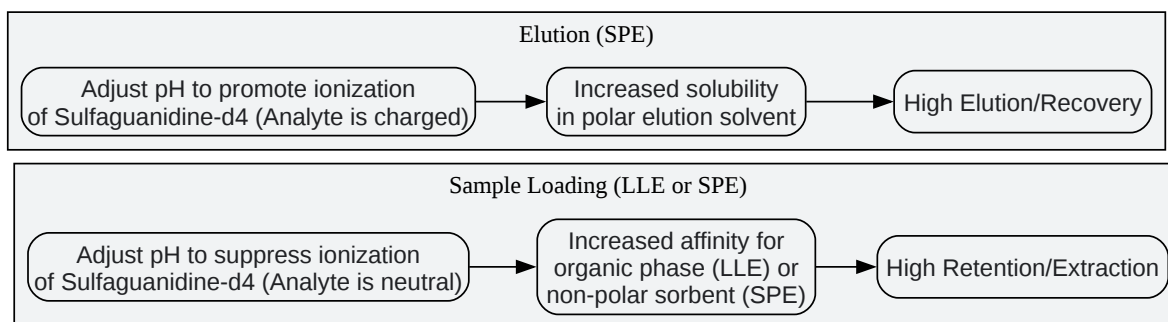 Elution (SPE)
Adjust pH to promote ionization
of Sulfaguanidine-d4 (Analyte is charged)
Increased solubility
in polar elution solvent
High Elution/Recovery
Sample Loading (LLE or SPE)
Adjust pH to suppress ionization
of Sulfaguanidine-d4 (Analyte is neutral)
Increased affinity for
organic phase (LLE) or
non-polar sorbent (SPE)
High Retention/Extraction